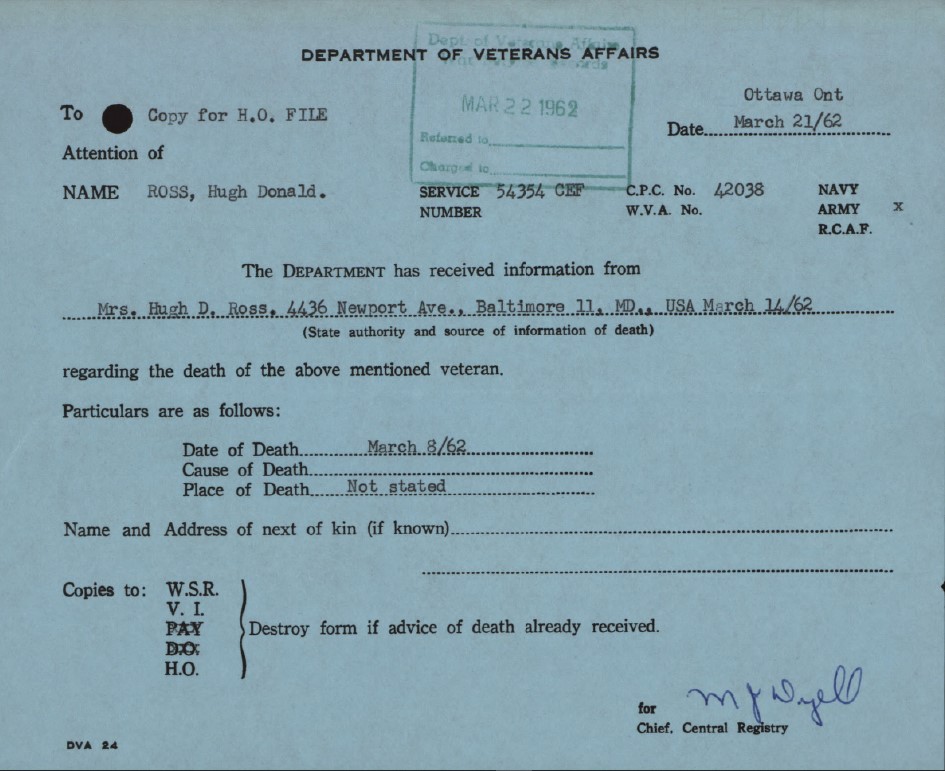 DEPARTMENT OF VETERANS AFFAIRS
Dept. of Veterans Affairs
MAR 22 1962
Referred to
Charged to
Ottawa Ont
To Copy for H.O. FILE
Date March 21/62
Attention of
NAME ROSS, Hugh Donald.
SERVICE NUMBER 54354 CEF
C.P.C. No. 42038
W.V.A. No.
NAVY
ARMY x
R.C.A.F.
THE DEPARTMENT has received information from
Mrs. Hugh D. Ross, 4436 Newport Ave., Baltimore 11, MD., USA March 14/62
(State authority and source of information of death)
regarding the death of the above mentioned veteran.
Particulars are as follows:
Date of Death March 8/62
Cause of Death
Place of Death Not stated
Name and Address of next of kin (if known)
Copies to: W.S.R.
V. I.
PAY
D.O.
H.O.
Destroy form if advice of death already received.
for M J Dyell
Chief, Central Registry
DVA 24